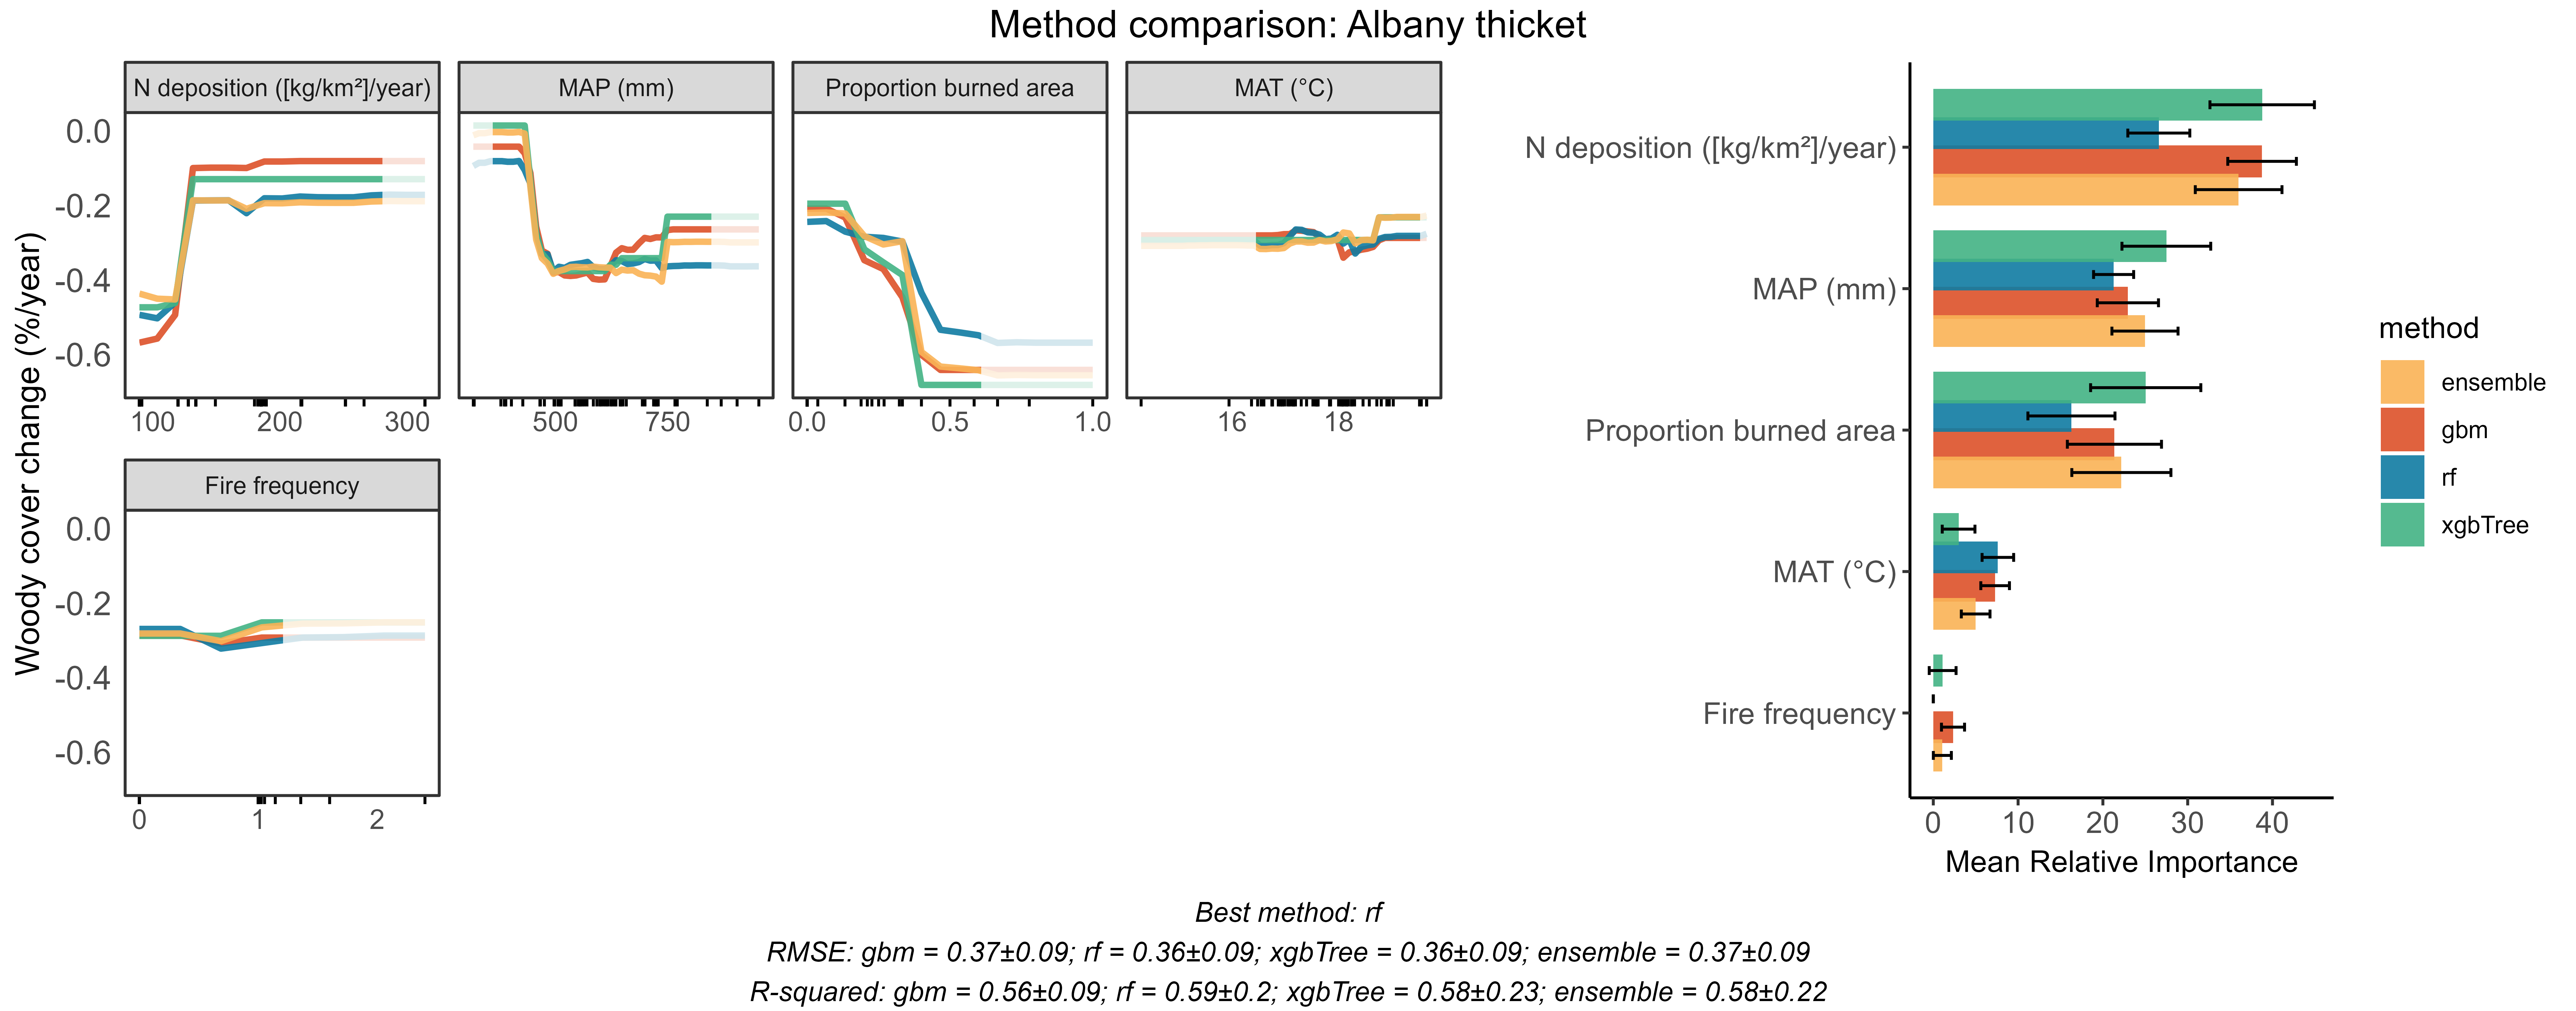 Method comparison: Albany thicket
N deposition ([kg/km²]/year)
MAP (mm)
Proportion burned area
MAT (°C)
Woody cover change (%/year)
0.0
-0.2
-0.4
-0.6
100 200 300
500 750
0.0 0.5 1.0
16 18
Fire frequency
0.0
-0.2
-0.4
-0.6
0 1 2
N deposition ([kg/km²]/year)
MAP (mm)
Proportion burned area
MAT (°C)
Fire frequency
0 10 20 30 40
Mean Relative Importance
method
ensemble
gbm
rf
xgbTree
Best method: rf
RMSE: gbm = 0.37±0.09; rf = 0.36±0.09; xgbTree = 0.36±0.09; ensemble = 0.37±0.09
R-squared: gbm = 0.56±0.09; rf = 0.59±0.2; xgbTree = 0.58±0.23; ensemble = 0.58±0.22